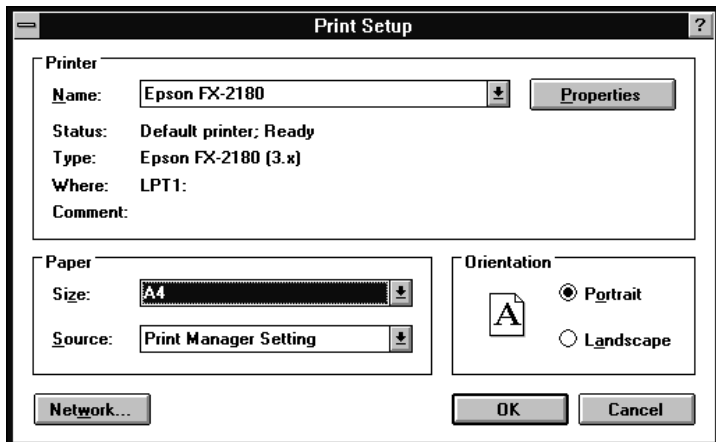 Print Setup ?
Printer
Name: Epson FX-2180 Properties
Status: Default printer; Ready
Type: Epson FX-2180 (3.x)
Where: LPT1:
Comment:
Paper
Size: A4
Source: Print Manager Setting
Orientation
A
Portrait
Landscape
Network... OK Cancel